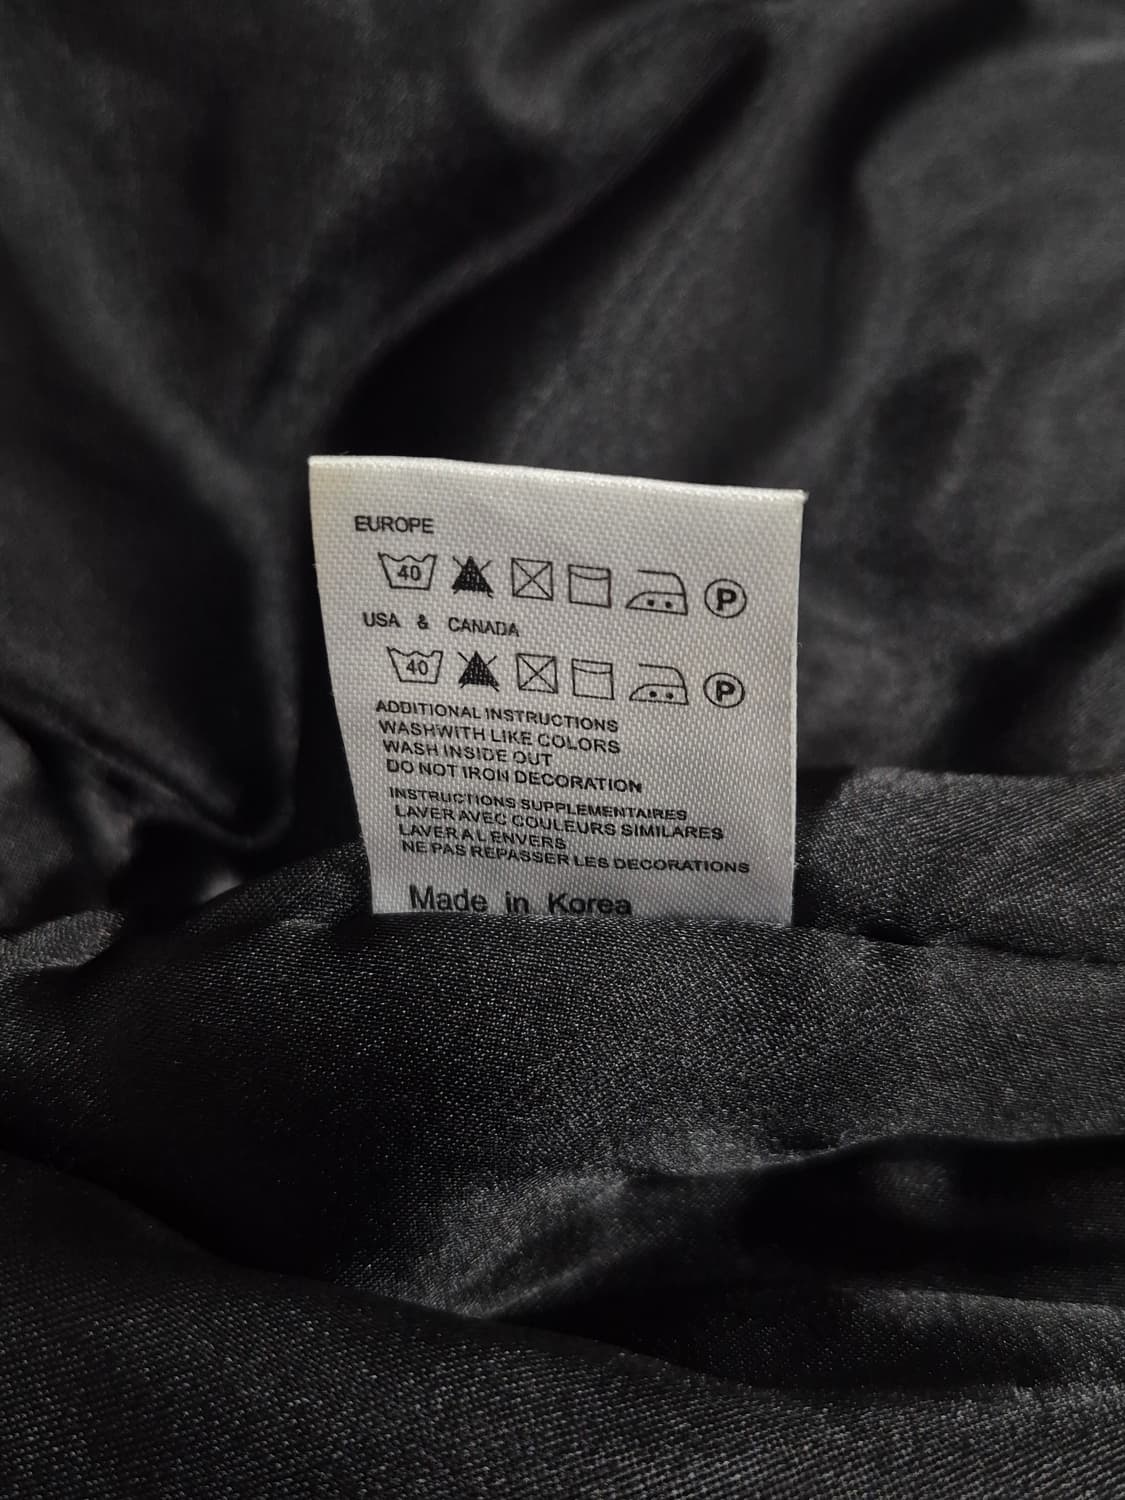 EUROPE
40 P
USA & CANADA
40 P
ADDITIONAL INSTRUCTIONS
WASHWITH LIKE COLORS
WASH INSIDE OUT
DO NOT IRON DECORATION
INSTRUCTIONS SUPPLEMENTAIRES
LAVER AVEC COULEURS SIMILARES
LAVER A L ENVERS
NE PAS REPASSER LES DECORATIONS
Made in Korea